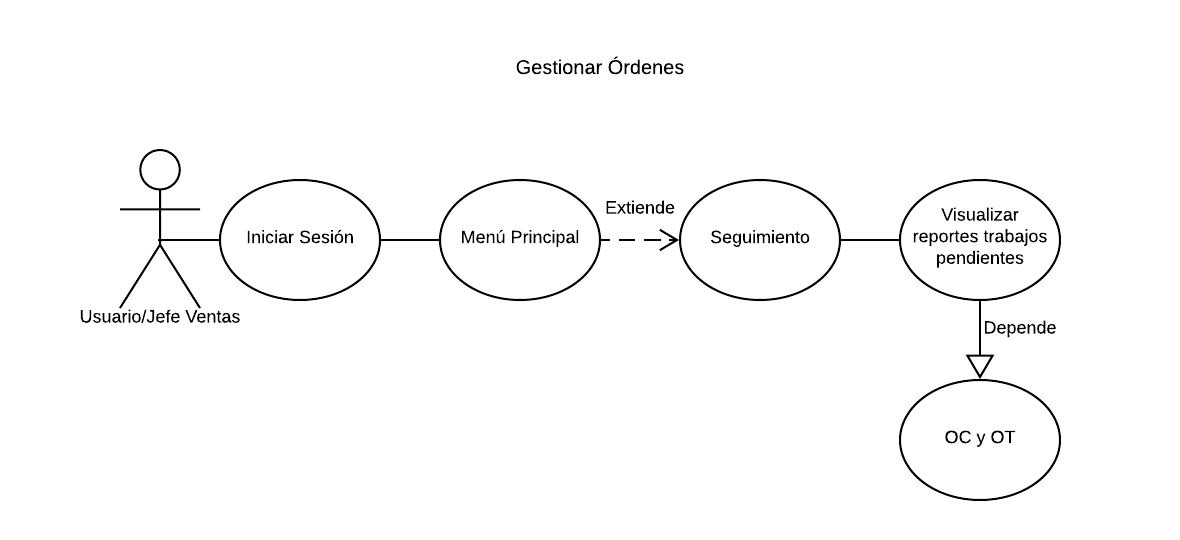 Gestionar Órdenes
Extiende
Iniciar Sesión
Menú Principal
Seguimiento
Visualizar
reportes trabajos
pendientes
Usuario/Jefe Ventas
Depende
OC y OT